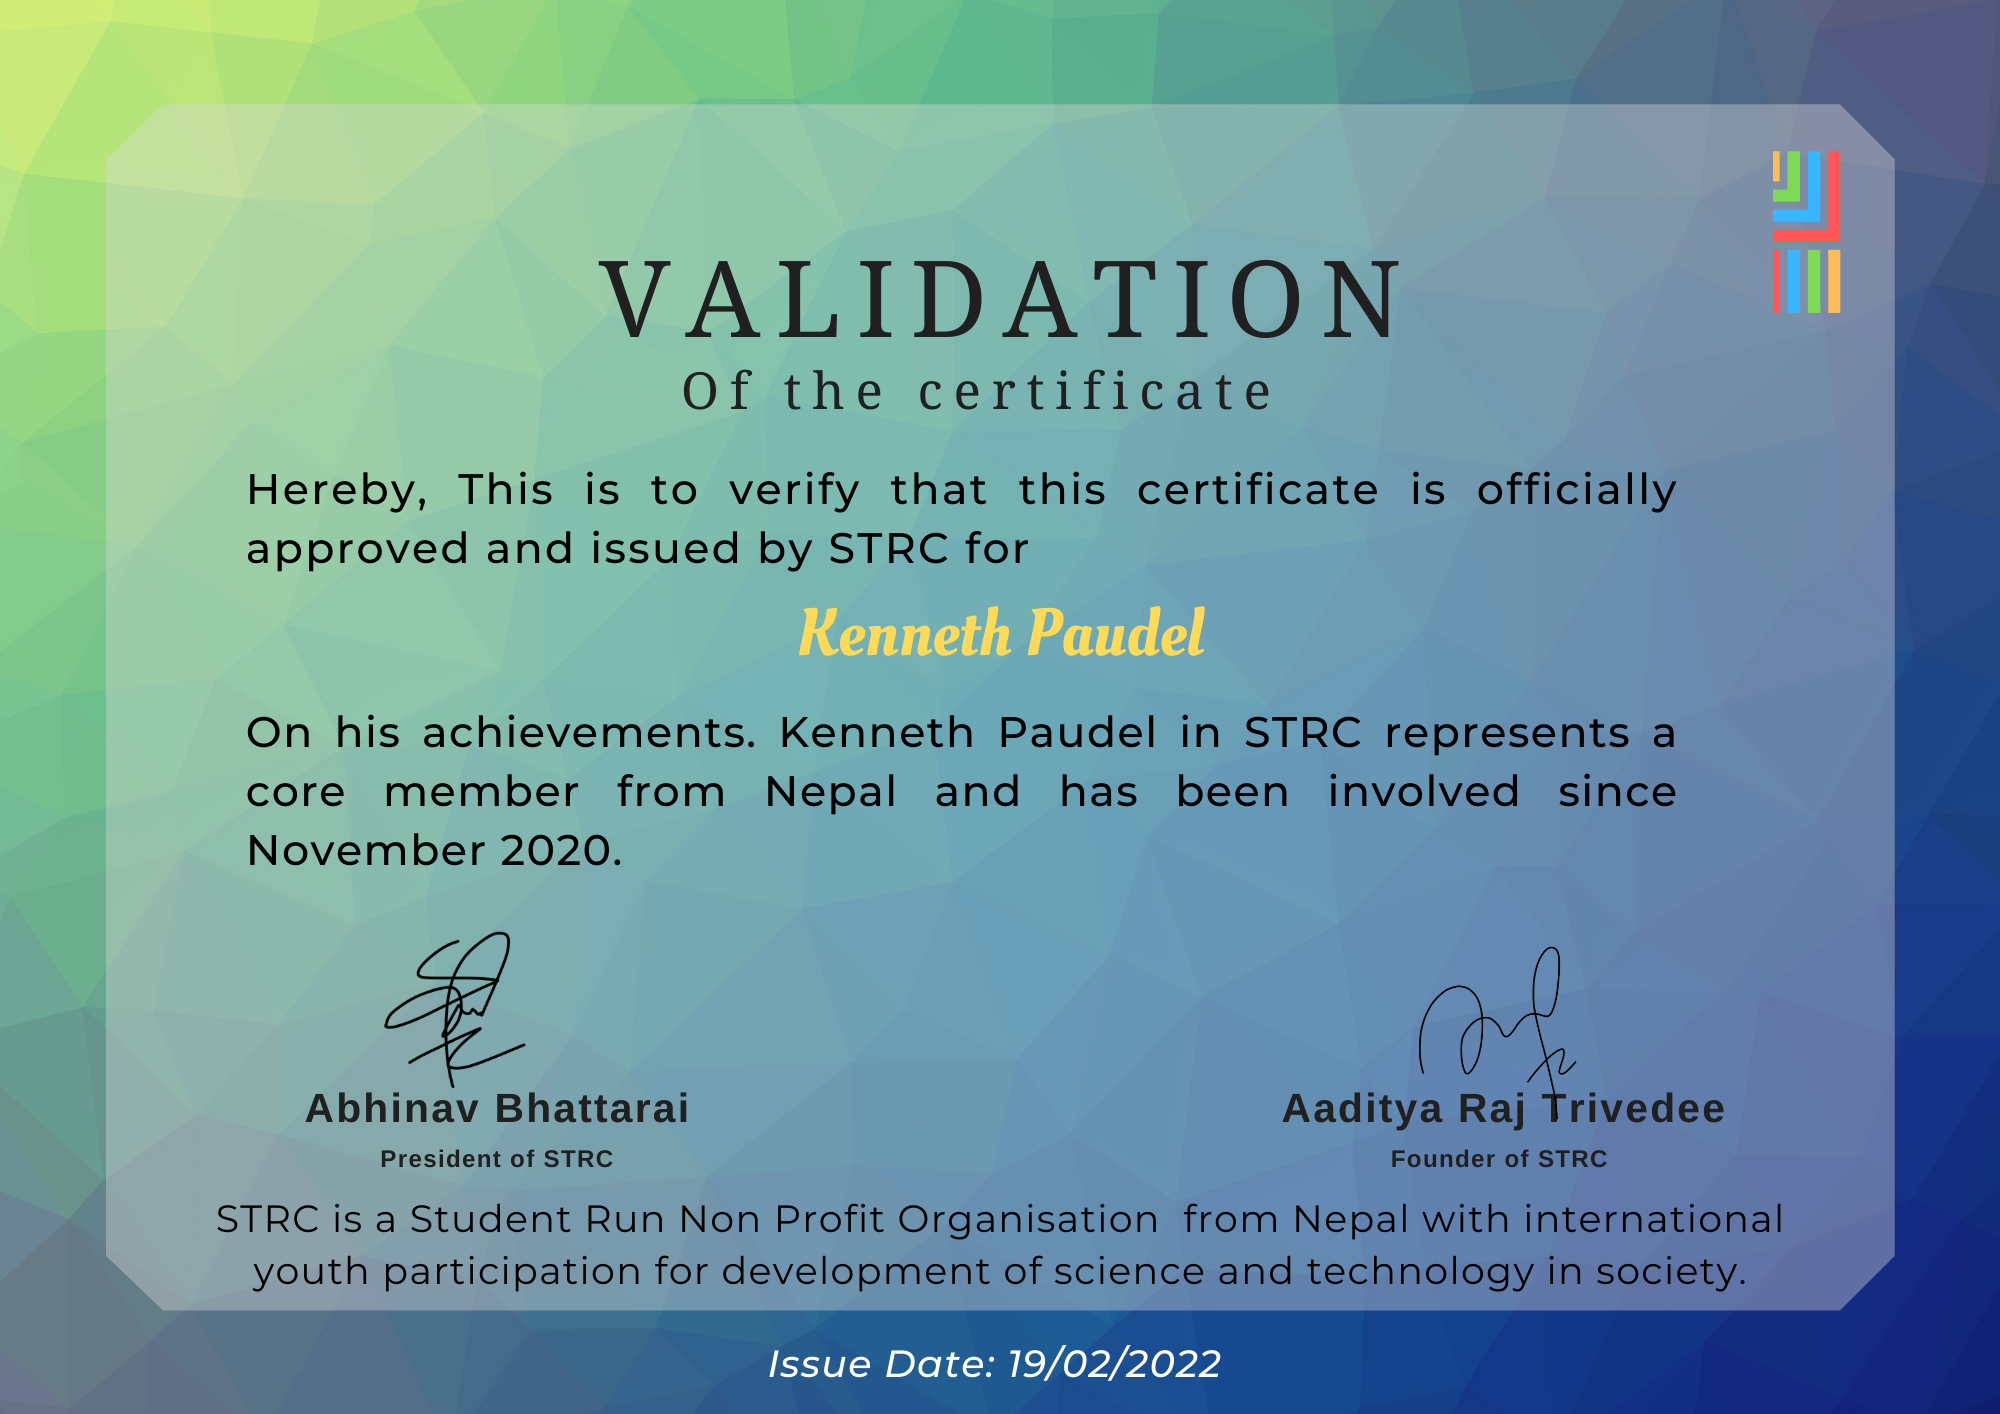 VALIDATION
Of the certificate
Hereby, This is to verify that this certificate is officially
approved and issued by STRC for
Kenneth Paudel
On his achievements. Kenneth Paudel in STRC represents a
core member from Nepal and has been involved since
November 2020.
Abhinav Bhattarai
President of STRC
Aaditya Raj Trivedee
Founder of STRC
STRC is a Student Run Non Profit Organisation from Nepal with international
youth participation for development of science and technology in society.
Issue Date: 19/02/2022